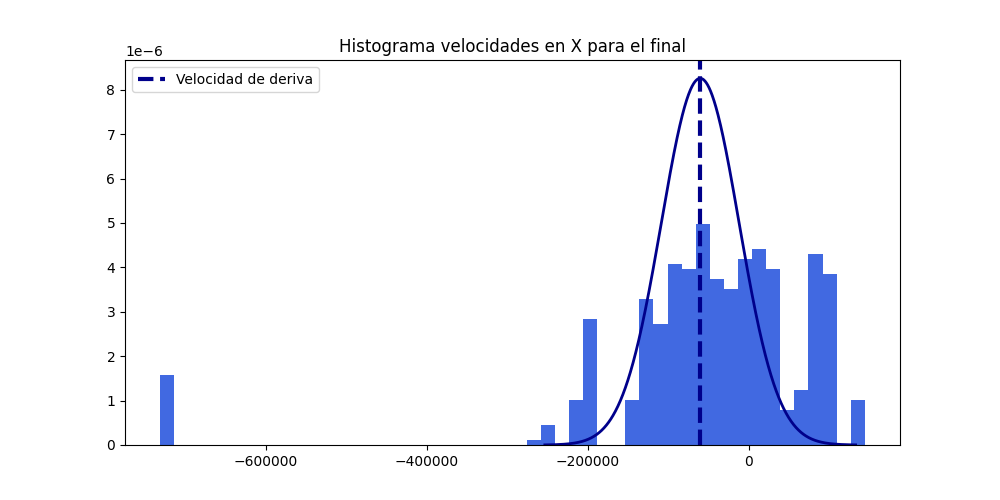 Histograma velocidades en X para el final
1e−6
Velocidad de deriva
8
7
6
5
4
3
2
1
0
−600000 −400000 −200000 0